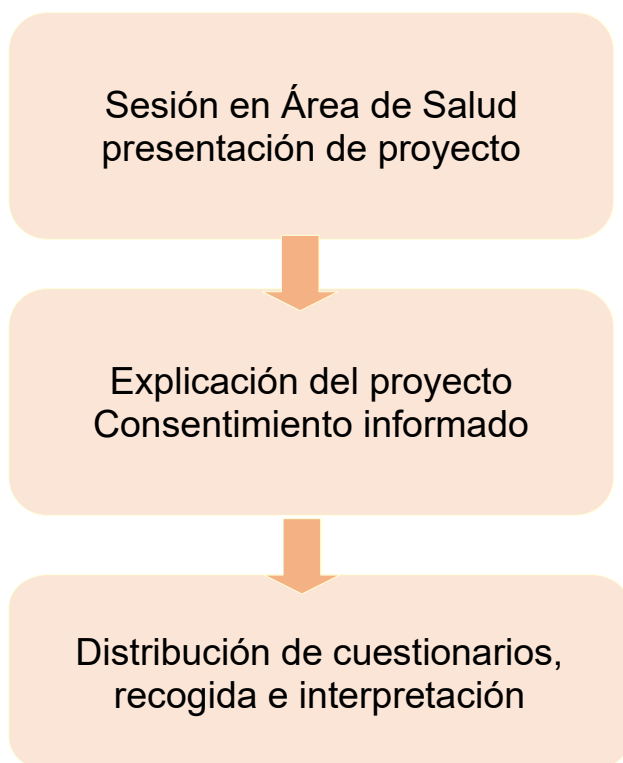 Sesión en Área de Salud
presentación de proyecto
Explicación del proyecto
Consentimiento informado
Distribución de cuestionarios,
recogida e interpretación